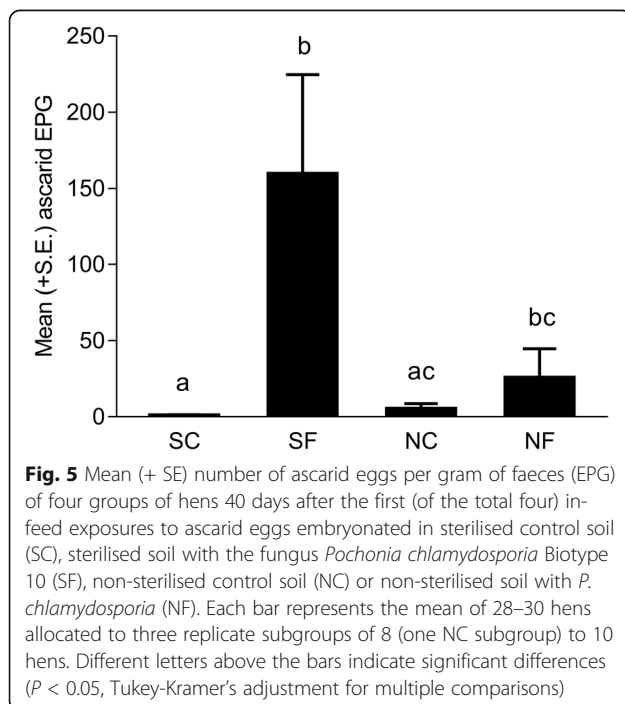 Mean (+S.E.) ascarid EPG
250
200
150
100
50
0
a
b
ac
bc
SC SF NC NF
Fig. 5 Mean (+ SE) number of ascarid eggs per gram of faeces (EPG)
of four groups of hens 40 days after the first (of the total four) in-
feed exposures to ascarid eggs embryonated in sterilised control soil
(SC), sterilised soil with the fungus Pochonia chlamydosporia Biotype
10 (SF), non-sterilised control soil (NC) or non-sterilised soil with P.
chlamydosporia (NF). Each bar represents the mean of 28–30 hens
allocated to three replicate subgroups of 8 (one NC subgroup) to 10
hens. Different letters above the bars indicate significant differences
(P < 0.05, Tukey-Kramer's adjustment for multiple comparisons)